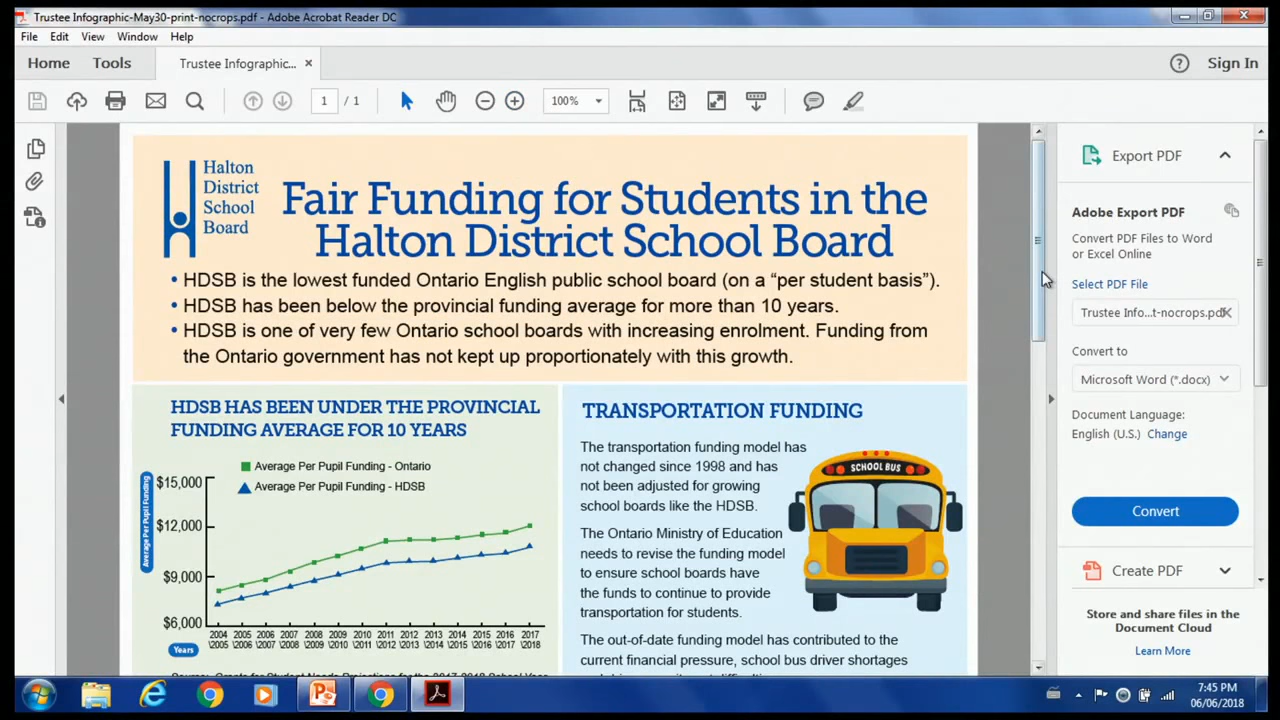 Trustee Infographic-May30-print-nocrops.pdf - Adobe Acrobat Reader DC
File Edit View Window Help
Home Tools Trustee Infographic... × Sign In
1 / 1 100%
Halton
District
School
Board
Fair Funding for Students in the
Halton District School Board
• HDSB is the lowest funded Ontario English public school board (on a “per student basis”).
• HDSB has been below the provincial funding average for more than 10 years.
• HDSB is one of very few Ontario school boards with increasing enrolment. Funding from
the Ontario government has not kept up proportionately with this growth.
HDSB HAS BEEN UNDER THE PROVINCIAL
FUNDING AVERAGE FOR 10 YEARS
Average Per Pupil Funding - Ontario
Average Per Pupil Funding - HDSB
Average Per Pupil Funding
$15,000
$12,000
$9,000
$6,000
2004 2005 2006 2007 2008 2009 2010 2011 2012 2013 2014 2015 2016 2017
\2005 \2006 \2007 \2008 \2009 \2010 \2011 \2012 \2013 \2014 \2015 \2016 \2017 \2018
Years
TRANSPORTATION FUNDING
The transportation funding model has
not changed since 1998 and has
not been adjusted for growing
school boards like the HDSB.
The Ontario Ministry of Education
needs to revise the funding model
to ensure school boards have
the funds to continue to provide
transportation for students.
The out-of-date funding model has contributed to the
current financial pressure, school bus driver shortages
SCHOOL BUS
Export PDF
Adobe Export PDF
Convert PDF Files to Word
or Excel Online
Select PDF File
Trustee Info...t-nocrops.pdf
Convert to
Microsoft Word (*.docx)
Document Language:
English (U.S.) Change
Convert
Create PDF
Store and share files in the
Document Cloud
Learn More
7:45 PM
06/06/2018